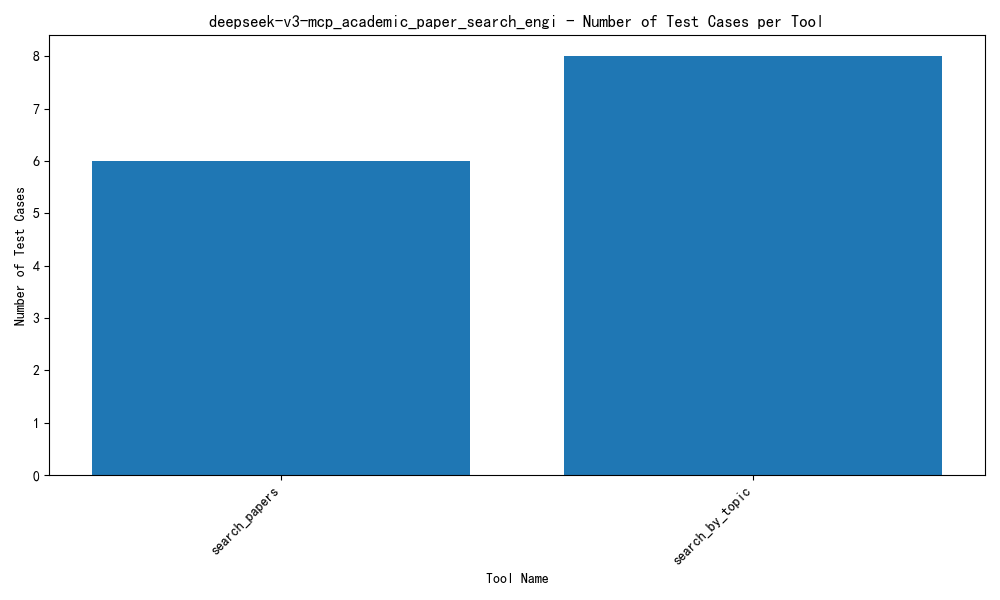 deepseek-v3-mcp_academic_paper_search_engi - Number of Test Cases per Tool
Number of Test Cases
8
7
6
5
4
3
2
1
0
search_papers
search_by_topic
Tool Name